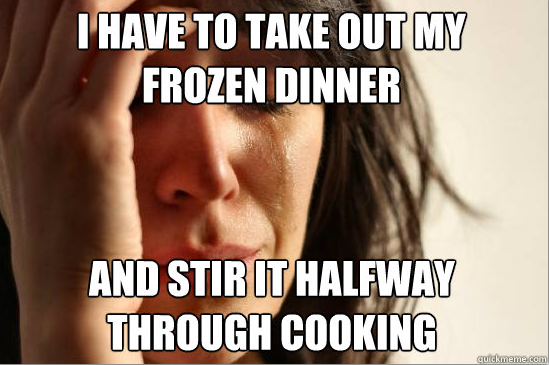 I HAVE TO TAKE OUT MY
FROZEN DINNER
AND STIR IT HALFWAY
THROUGH COOKING
quickmeme.com